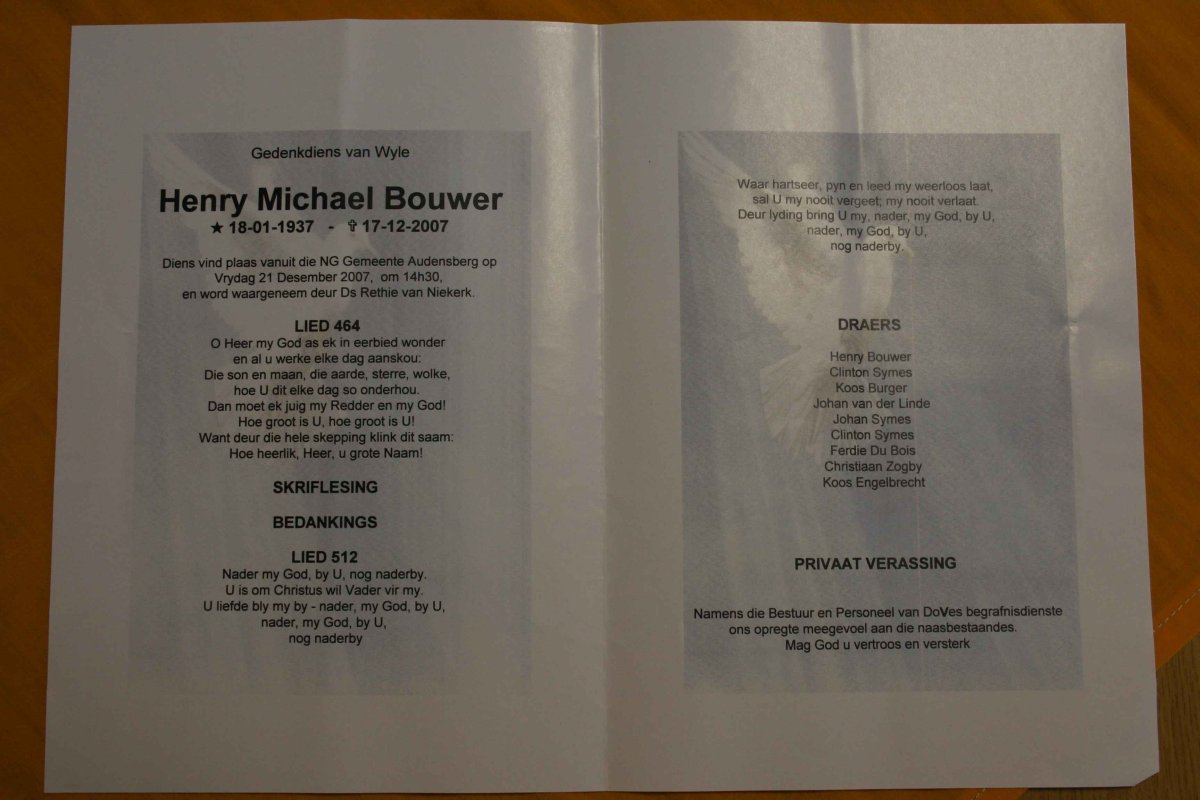 Gedenkdiens van Wyle
Henry Michael Bouwer
★ 18-01-1937 - ✞ 17-12-2007
Diens vind plaas vanuit die NG Gemeente Audensberg op
Vrydag 21 Desember 2007, om 14h30,
en word waargeneem deur Ds Rethie van Niekerk.
LIED 464
O Heer my God as ek in eerbied wonder
en al u werke elke dag aanskou:
Die son en maan, die aarde, sterre, wolke,
hoe U dit elke dag so onderhou.
Dan moet ek juig my Redder en my God!
Hoe groot is U, hoe groot is U!
Want deur die hele skepping klink dit saam:
Hoe heerlik, Heer, u grote Naam!
SKRIFLESING
BEDANKINGS
LIED 512
Nader my God, by U, nog naderby.
U is om Christus wil Vader vir my.
U liefde bly my by - nader, my God, by U,
nader, my God, by U,
nog naderby
Waar hartseer, pyn en leed my weerloos laat,
sal U my nooit vergeet; my nooit verlaat.
Deur lyding bring U my, nader, my God, by U,
nader, my God, by U,
nog naderby.
DRAERS
Henry Bouwer
Clinton Symes
Koos Burger
Johan van der Linde
Johan Symes
Clinton Symes
Ferdie Du Bois
Christiaan Zogby
Koos Engelbrecht
PRIVAAT VERASSING
Namens die Bestuur en Personeel van DoVes begrafnisdienste
ons opregte meegevoel aan die naasbestaandes.
Mag God u vertroos en versterk